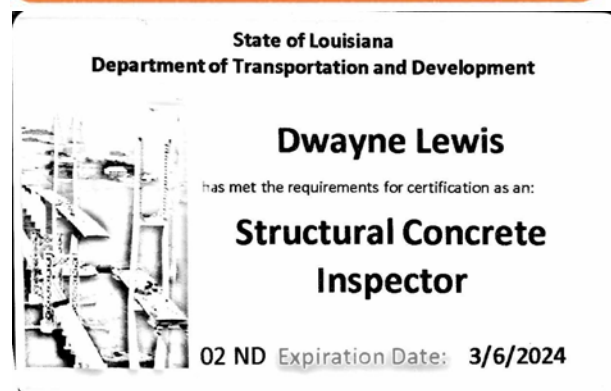 State of Louisiana
Department of Transportation and Development
Dwayne Lewis
has met the requirements for certification as an:
Structural Concrete
Inspector
02 ND Expiration Date: 3/6/2024